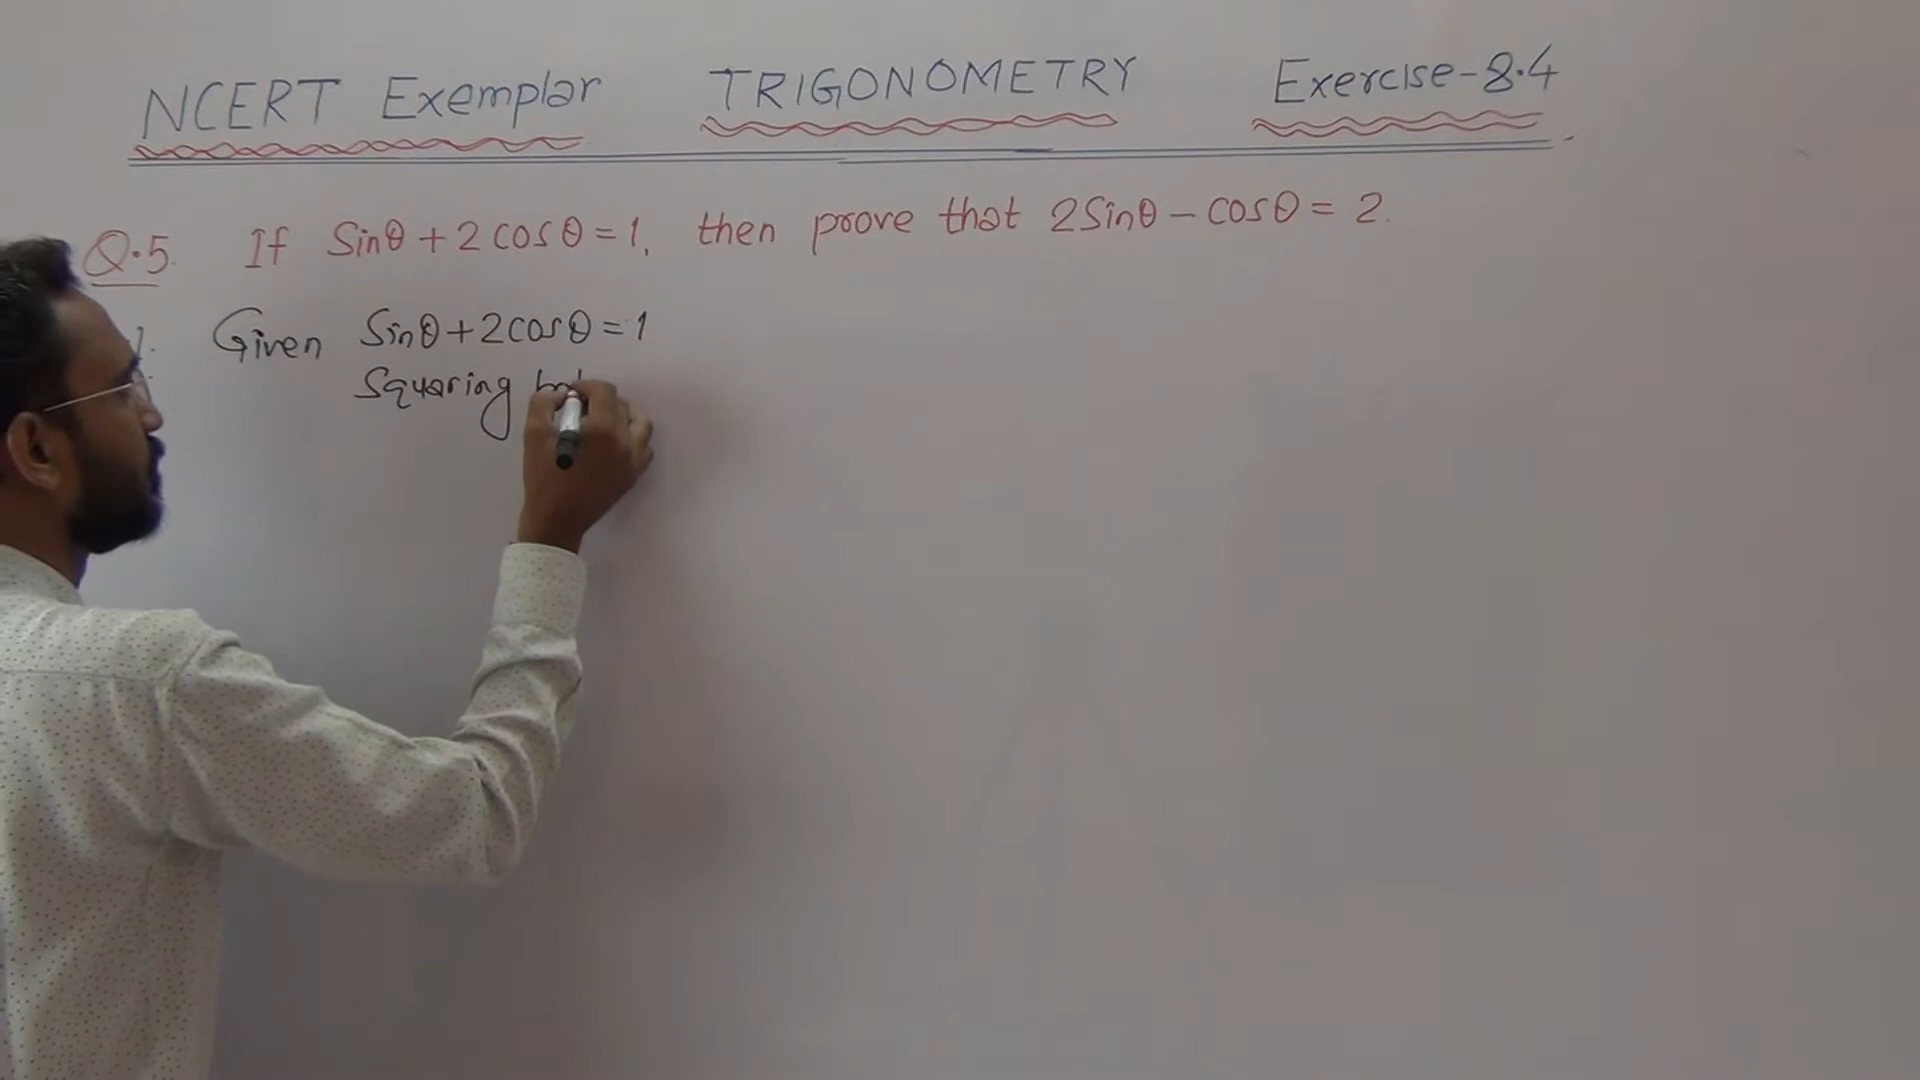 NCERT Exemplar TRIGONOMETRY Exercise-8.4
Q.5. If Sinθ + 2 cosθ = 1, then prove that 2Sinθ - cosθ = 2.
Given Sinθ + 2cosθ = 1
Squaring